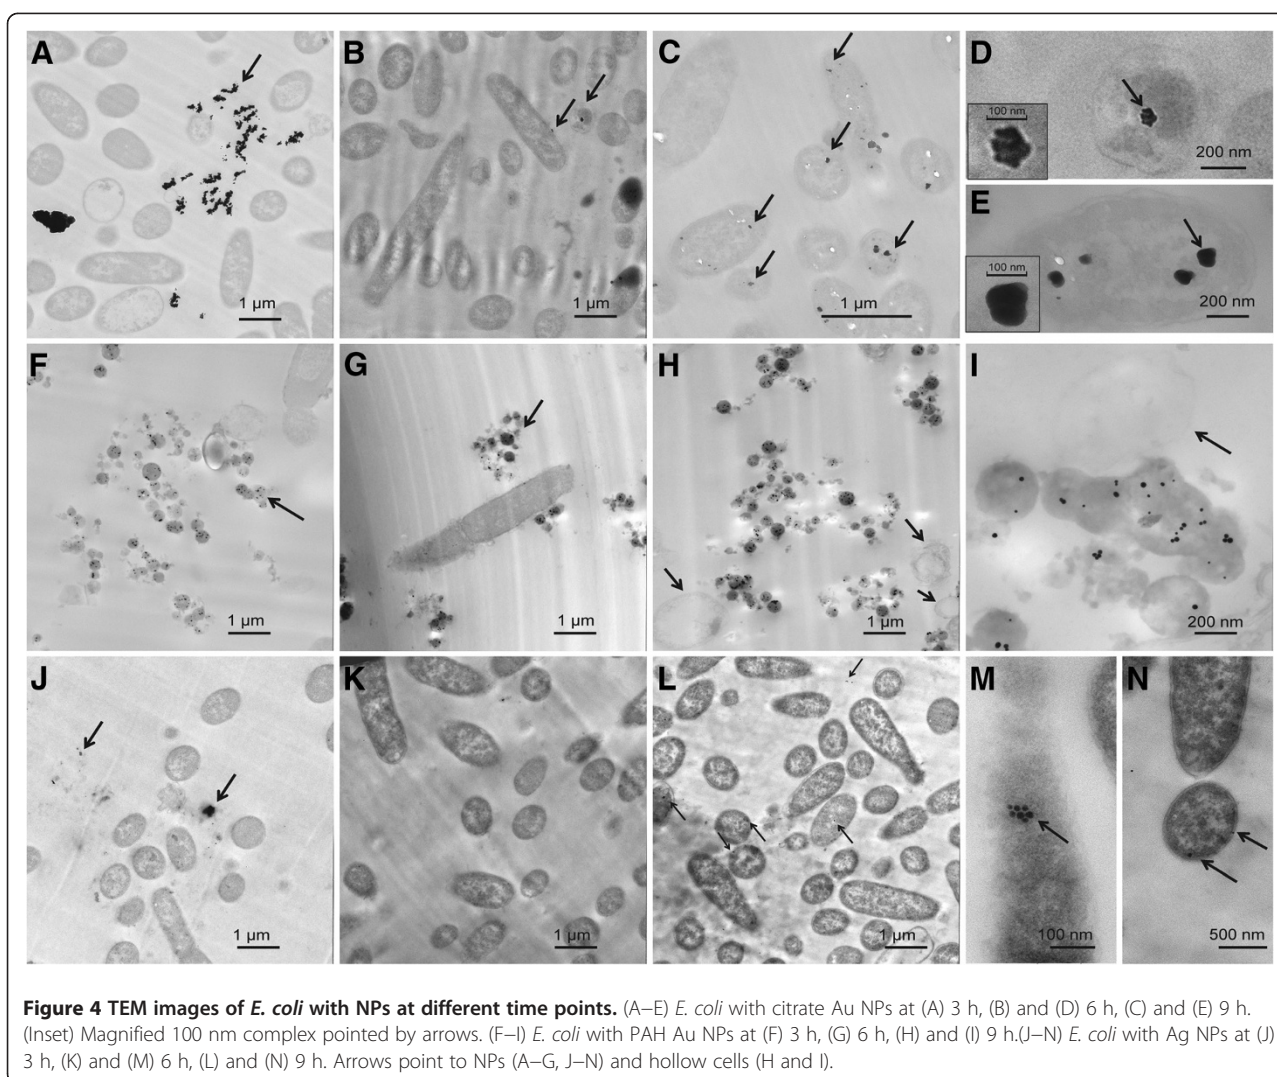 A
1 µm
B
1 µm
C
1 µm
D
100 nm
200 nm
E
100 nm
200 nm
F
1 µm
G
1 µm
H
1 µm
I
200 nm
J
1 µm
K
1 µm
L
1 µm
M
100 nm
N
500 nm
Figure 4 TEM images of E. coli with NPs at different time points. (A–E) E. coli with citrate Au NPs at (A) 3 h, (B) and (D) 6 h, (C) and (E) 9 h.
(Inset) Magnified 100 nm complex pointed by arrows. (F–I) E. coli with PAH Au NPs at (F) 3 h, (G) 6 h, (H) and (I) 9 h.(J–N) E. coli with Ag NPs at (J)
3 h, (K) and (M) 6 h, (L) and (N) 9 h. Arrows point to NPs (A–G, J–N) and hollow cells (H and I).